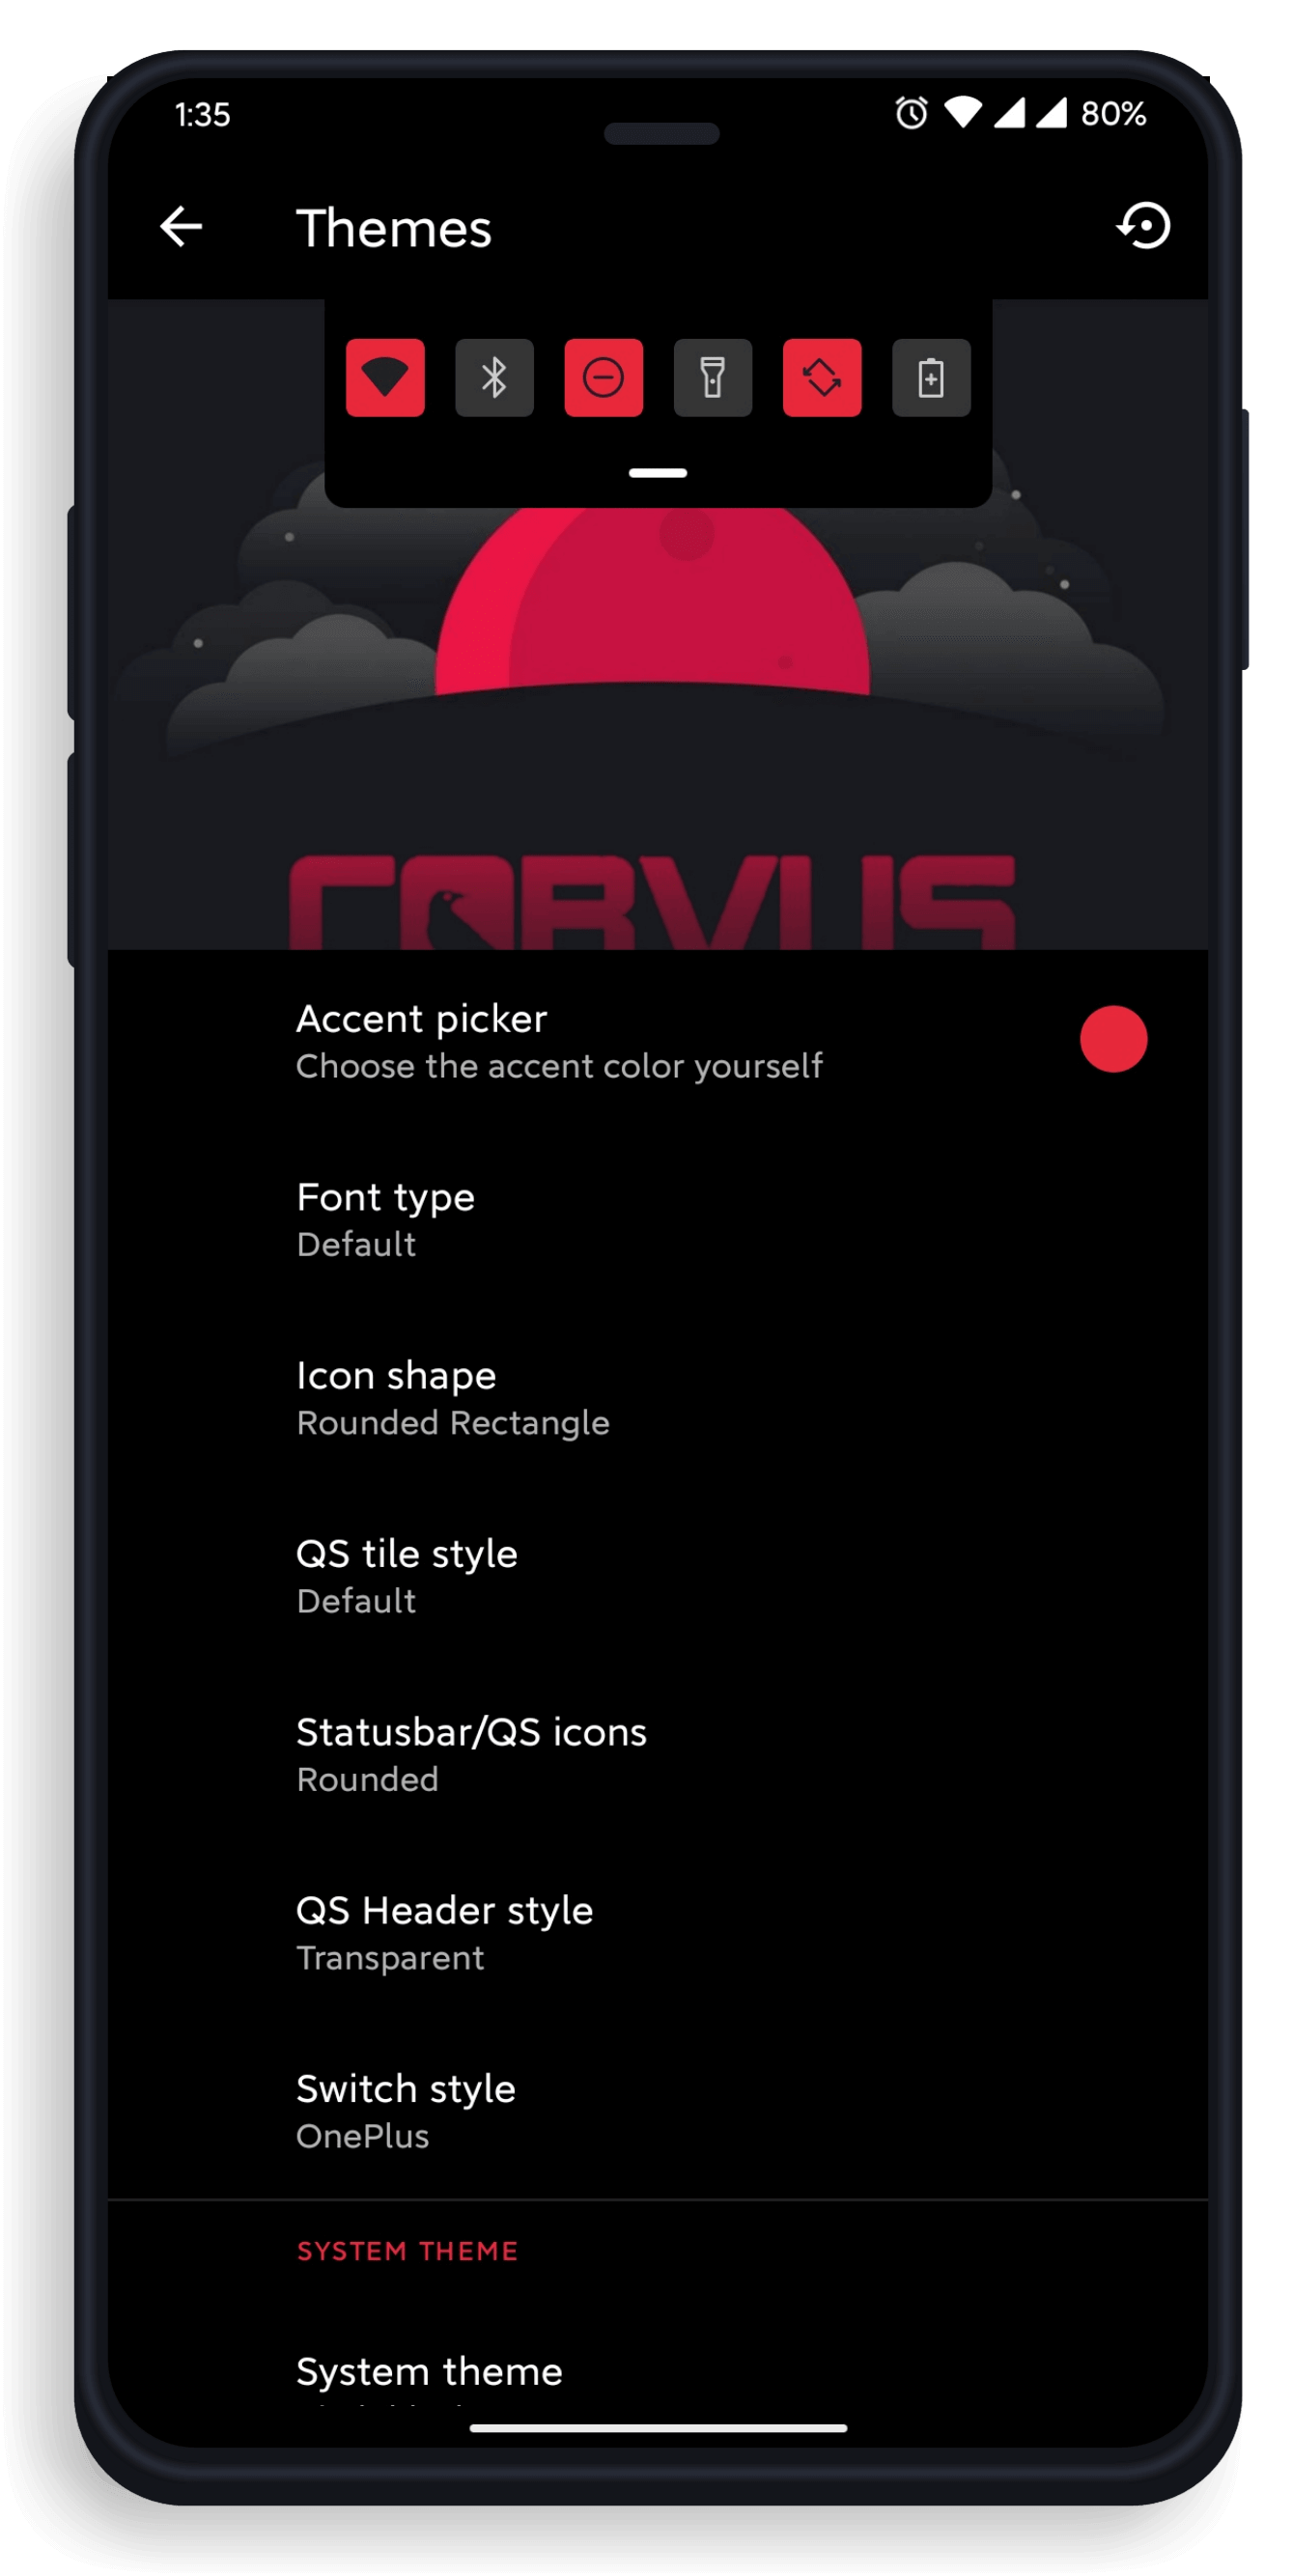 1:35
80%
Themes
CORVUS
Accent picker
Choose the accent color yourself
Font type
Default
Icon shape
Rounded Rectangle
QS tile style
Default
Statusbar/QS icons
Rounded
QS Header style
Transparent
Switch style
OnePlus
SYSTEM THEME
System theme